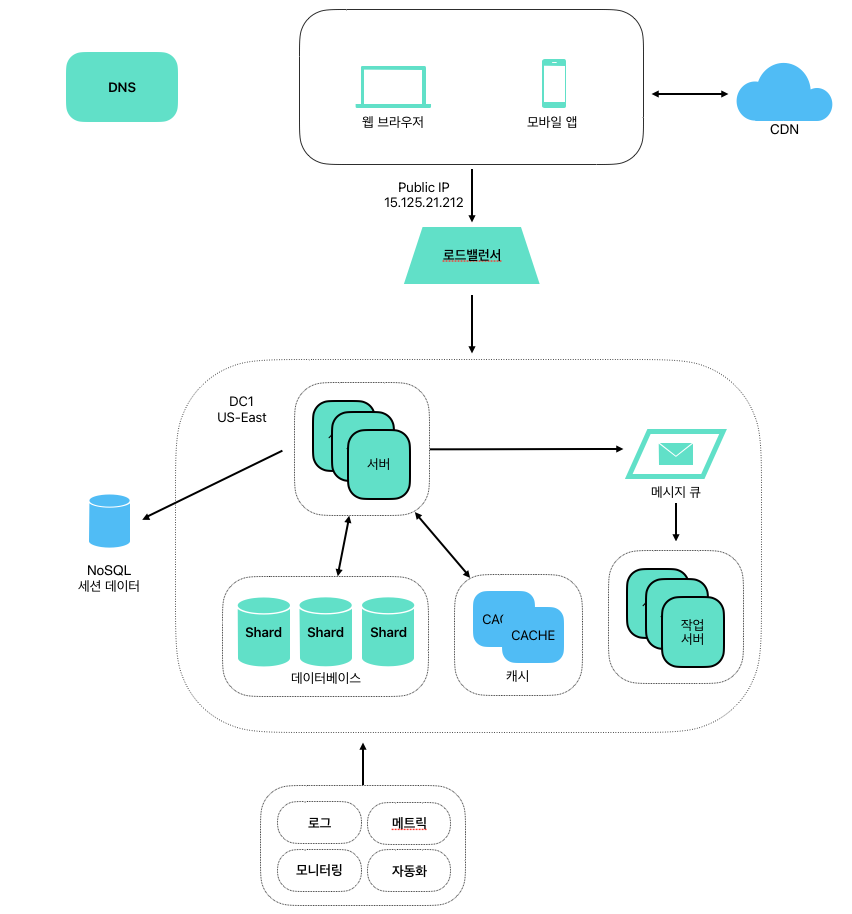 DNS
웹 브라우저
모바일 앱
CDN
Public IP
15.125.21.212
로드밸런서
DC1
US-East
서버
메시지 큐
NoSQL
세션 데이터
Shard
Shard
Shard
데이터베이스
CAC
CACHE
캐시
작업
서버
로그
메트릭
모니터링
자동화